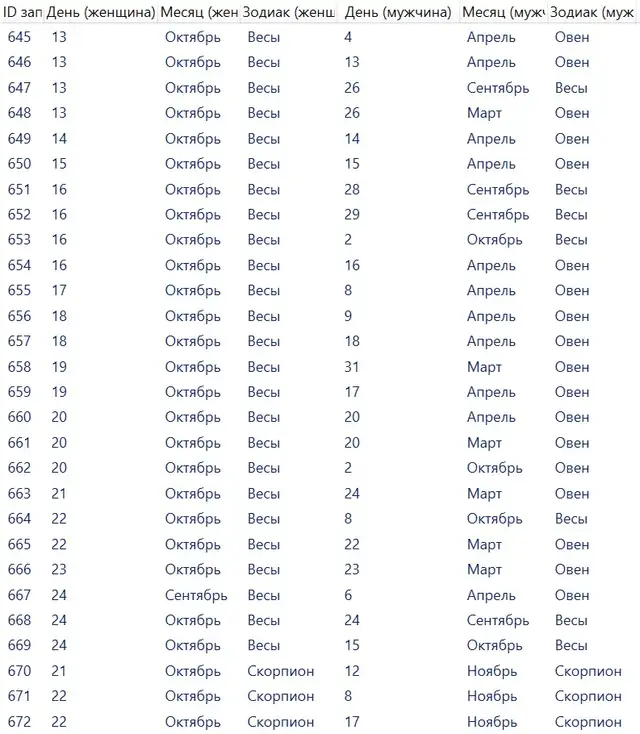 ID зап День (женщина) Месяц (жен Зодиак (женщ День (мужчина) Месяц (мужч Зодиак (муж
645 13 Октябрь Весы 4 Апрель Овен
646 13 Октябрь Весы 13 Апрель Овен
647 13 Октябрь Весы 26 Сентябрь Весы
648 13 Октябрь Весы 26 Март Овен
649 14 Октябрь Весы 14 Апрель Овен
650 15 Октябрь Весы 15 Апрель Овен
651 16 Октябрь Весы 28 Сентябрь Весы
652 16 Октябрь Весы 29 Сентябрь Весы
653 16 Октябрь Весы 2 Октябрь Весы
654 16 Октябрь Весы 16 Апрель Овен
655 17 Октябрь Весы 8 Апрель Овен
656 18 Октябрь Весы 9 Апрель Овен
657 18 Октябрь Весы 18 Апрель Овен
658 19 Октябрь Весы 31 Март Овен
659 19 Октябрь Весы 17 Апрель Овен
660 20 Октябрь Весы 20 Апрель Овен
661 20 Октябрь Весы 20 Март Овен
662 20 Октябрь Весы 2 Октябрь Овен
663 21 Октябрь Весы 24 Март Овен
664 22 Октябрь Весы 8 Октябрь Весы
665 22 Октябрь Весы 22 Март Овен
666 23 Октябрь Весы 23 Март Овен
667 24 Сентябрь Весы 6 Апрель Овен
668 24 Октябрь Весы 24 Сентябрь Весы
669 24 Октябрь Весы 15 Октябрь Весы
670 21 Октябрь Скорпион 12 Ноябрь Скорпион
671 22 Октябрь Скорпион 8 Ноябрь Скорпион
672 22 Октябрь Скорпион 17 Ноябрь Скорпион